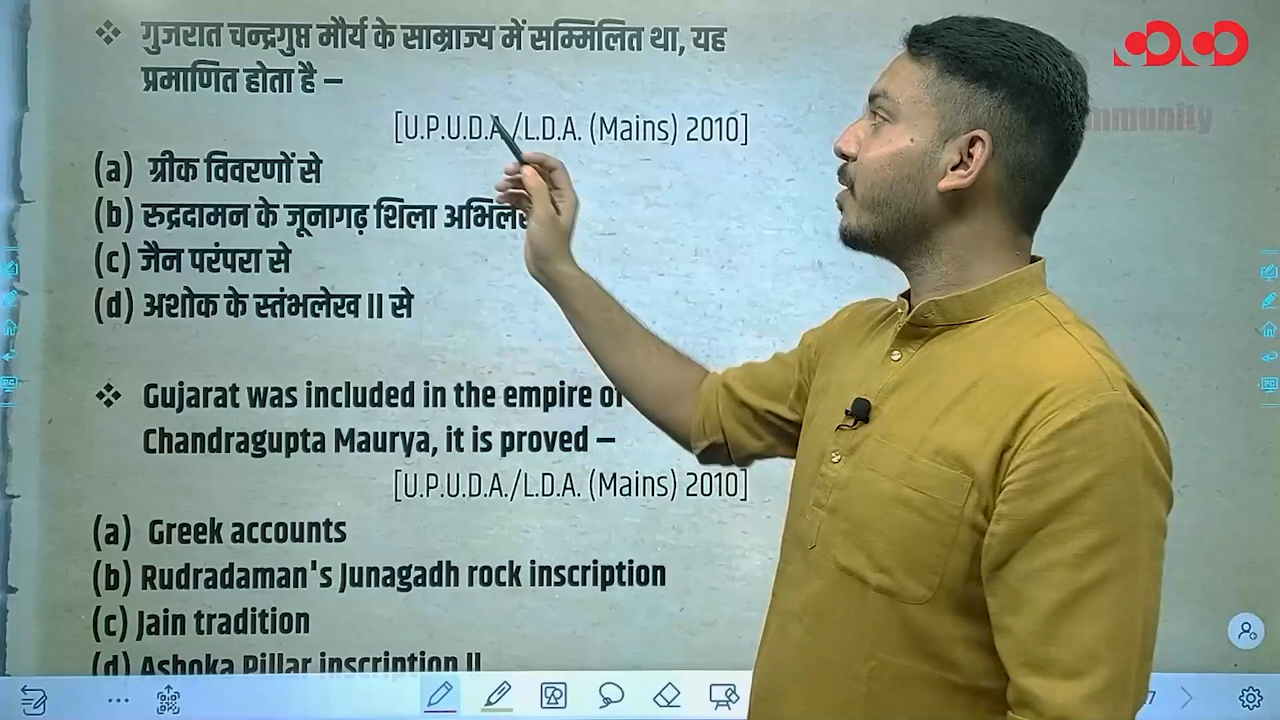 ❖ गुजरात चन्द्रगुप्त मौर्य के साम्राज्य में सम्मिलित था, यह
प्रमाणित होता है –
[U.P.U.D.A./L.D.A. (Mains) 2010]
(a) ग्रीक विवरणों से
(b) रुद्रदामन के जूनागढ़ शिला
(c) जैन परंपरा से
(d) अशोक के स्तंभलेख II से
❖ Gujarat was included in the empire of
Chandragupta Maurya, it is proved –
[U.P.U.D.A./L.D.A. (Mains) 2010]
(a) Greek accounts
(b) Rudradaman's Junagadh rock inscription
(c) Jain tradition
(d) Ashoka Pillar inscription II